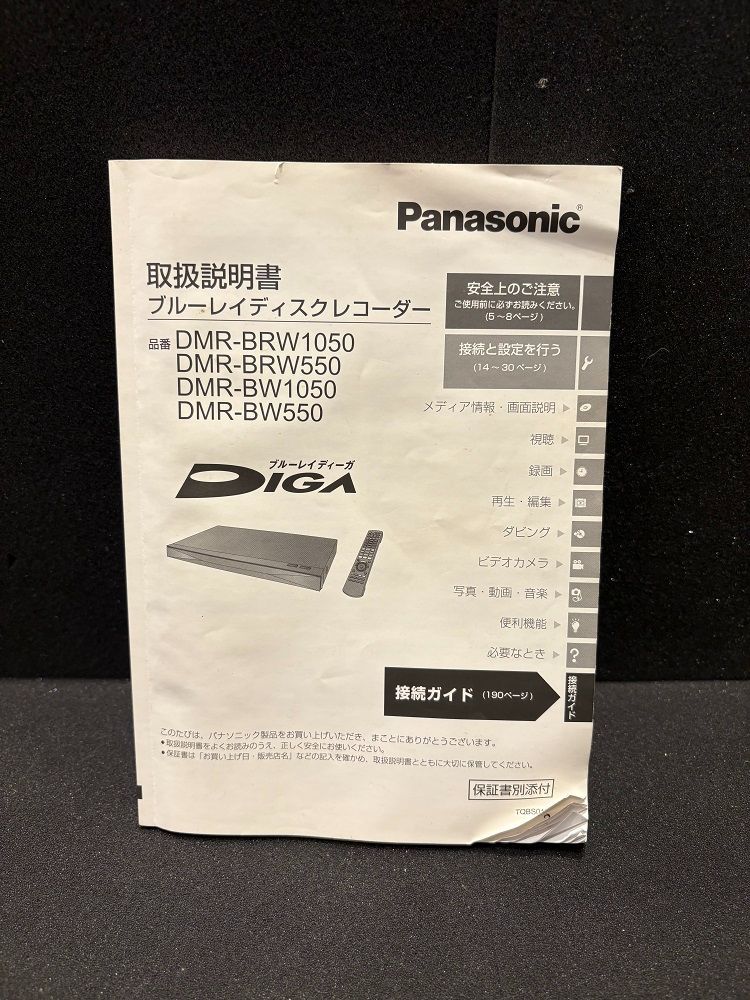 Panasonic®
取扱説明書
ブルーレイディスクレコーダー
品番 DMR-BRW1050
DMR-BRW550
DMR-BW1050
DMR-BW550
ブルーレイディーガ
DIGA
安全上のご注意
ご使用前に必ずお読みください。
(5～8ページ)
接続と設定を行う
(14～30ページ)
メディア情報・画面説明
視聴
録画
再生・編集
ダビング
ビデオカメラ
写真・動画・音楽
便利機能
必要なとき
?
接続ガイド (190ページ)
接続ガイド
このたびは、パナソニック製品をお買い上げいただき、まことにありがとうございます。
●取扱説明書をよくお読みのうえ、正しく安全にお使いください。
●保証書は「お買い上げ日・販売店名」などの記入を確かめ、取扱説明書とともに大切に保管してください。
保証書別添付